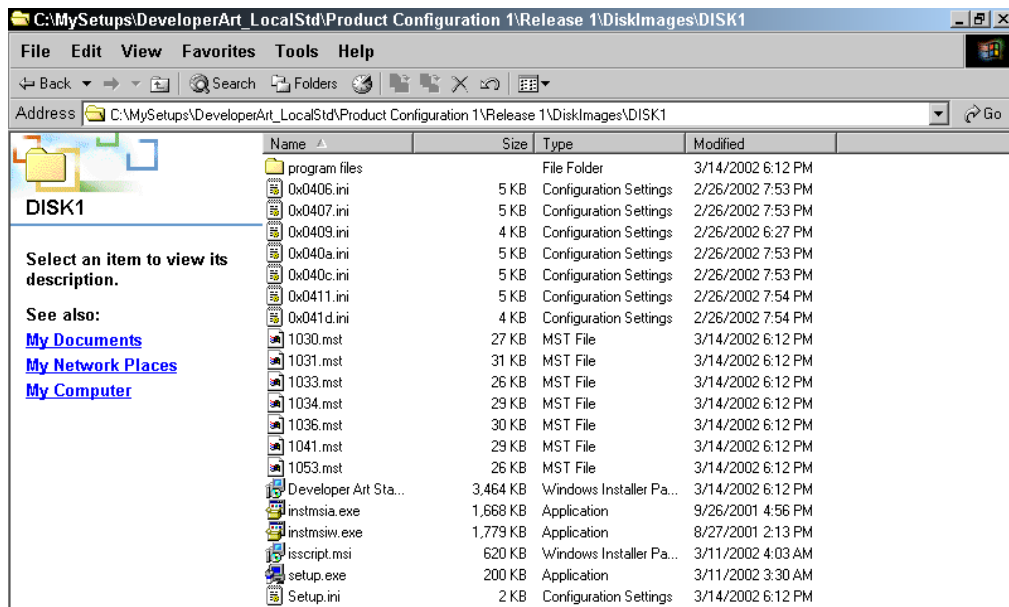 C:\MySetups\DeveloperArt_LocalStd\Product Configuration 1\Release 1\DiskImages\DISK1
File Edit View Favorites Tools Help
Back Search Folders
Address C:\MySetups\DeveloperArt_LocalStd\Product Configuration 1\Release 1\DiskImages\DISK1 Go
Name Size Type Modified
program files File Folder 3/14/2002 6:12 PM
0x0406.ini 5 KB Configuration Settings 2/26/2002 7:53 PM
0x0407.ini 5 KB Configuration Settings 2/26/2002 7:53 PM
0x0409.ini 4 KB Configuration Settings 2/26/2002 6:27 PM
0x040a.ini 5 KB Configuration Settings 2/26/2002 7:53 PM
0x040c.ini 5 KB Configuration Settings 2/26/2002 7:53 PM
0x0411.ini 5 KB Configuration Settings 2/26/2002 7:54 PM
0x041d.ini 4 KB Configuration Settings 2/26/2002 7:54 PM
1030.mst 27 KB MST File 3/14/2002 6:12 PM
1031.mst 31 KB MST File 3/14/2002 6:12 PM
1033.mst 26 KB MST File 3/14/2002 6:12 PM
1034.mst 29 KB MST File 3/14/2002 6:12 PM
1036.mst 30 KB MST File 3/14/2002 6:12 PM
1041.mst 29 KB MST File 3/14/2002 6:12 PM
1053.mst 26 KB MST File 3/14/2002 6:12 PM
Developer Art Sta... 3,464 KB Windows Installer Pa... 3/14/2002 6:12 PM
instmsia.exe 1,668 KB Application 9/26/2001 4:56 PM
instmsiw.exe 1,779 KB Application 8/27/2001 2:13 PM
isscript.msi 620 KB Windows Installer Pa... 3/11/2002 4:03 AM
setup.exe 200 KB Application 3/11/2002 3:30 AM
Setup.ini 2 KB Configuration Settings 3/14/2002 6:12 PM
DISK1
Select an item to view its
description.
See also:
My Documents
My Network Places
My Computer